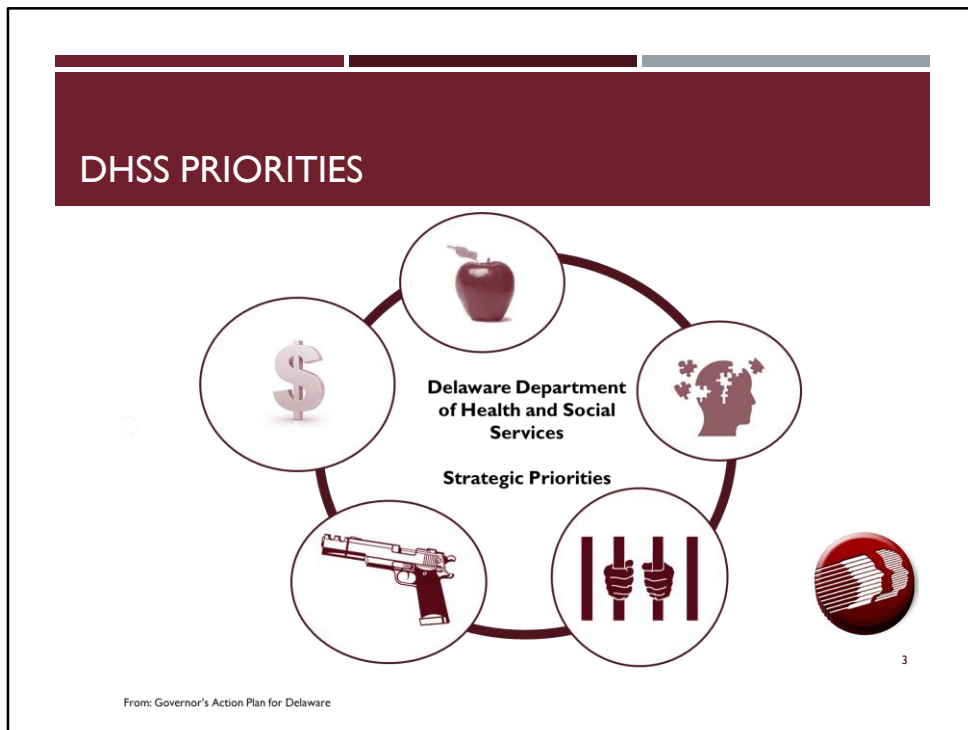 DHSS PRIORITIES
$
Delaware Department
of Health and Social
Services
Strategic Priorities
3
From: Governor's Action Plan for Delaware